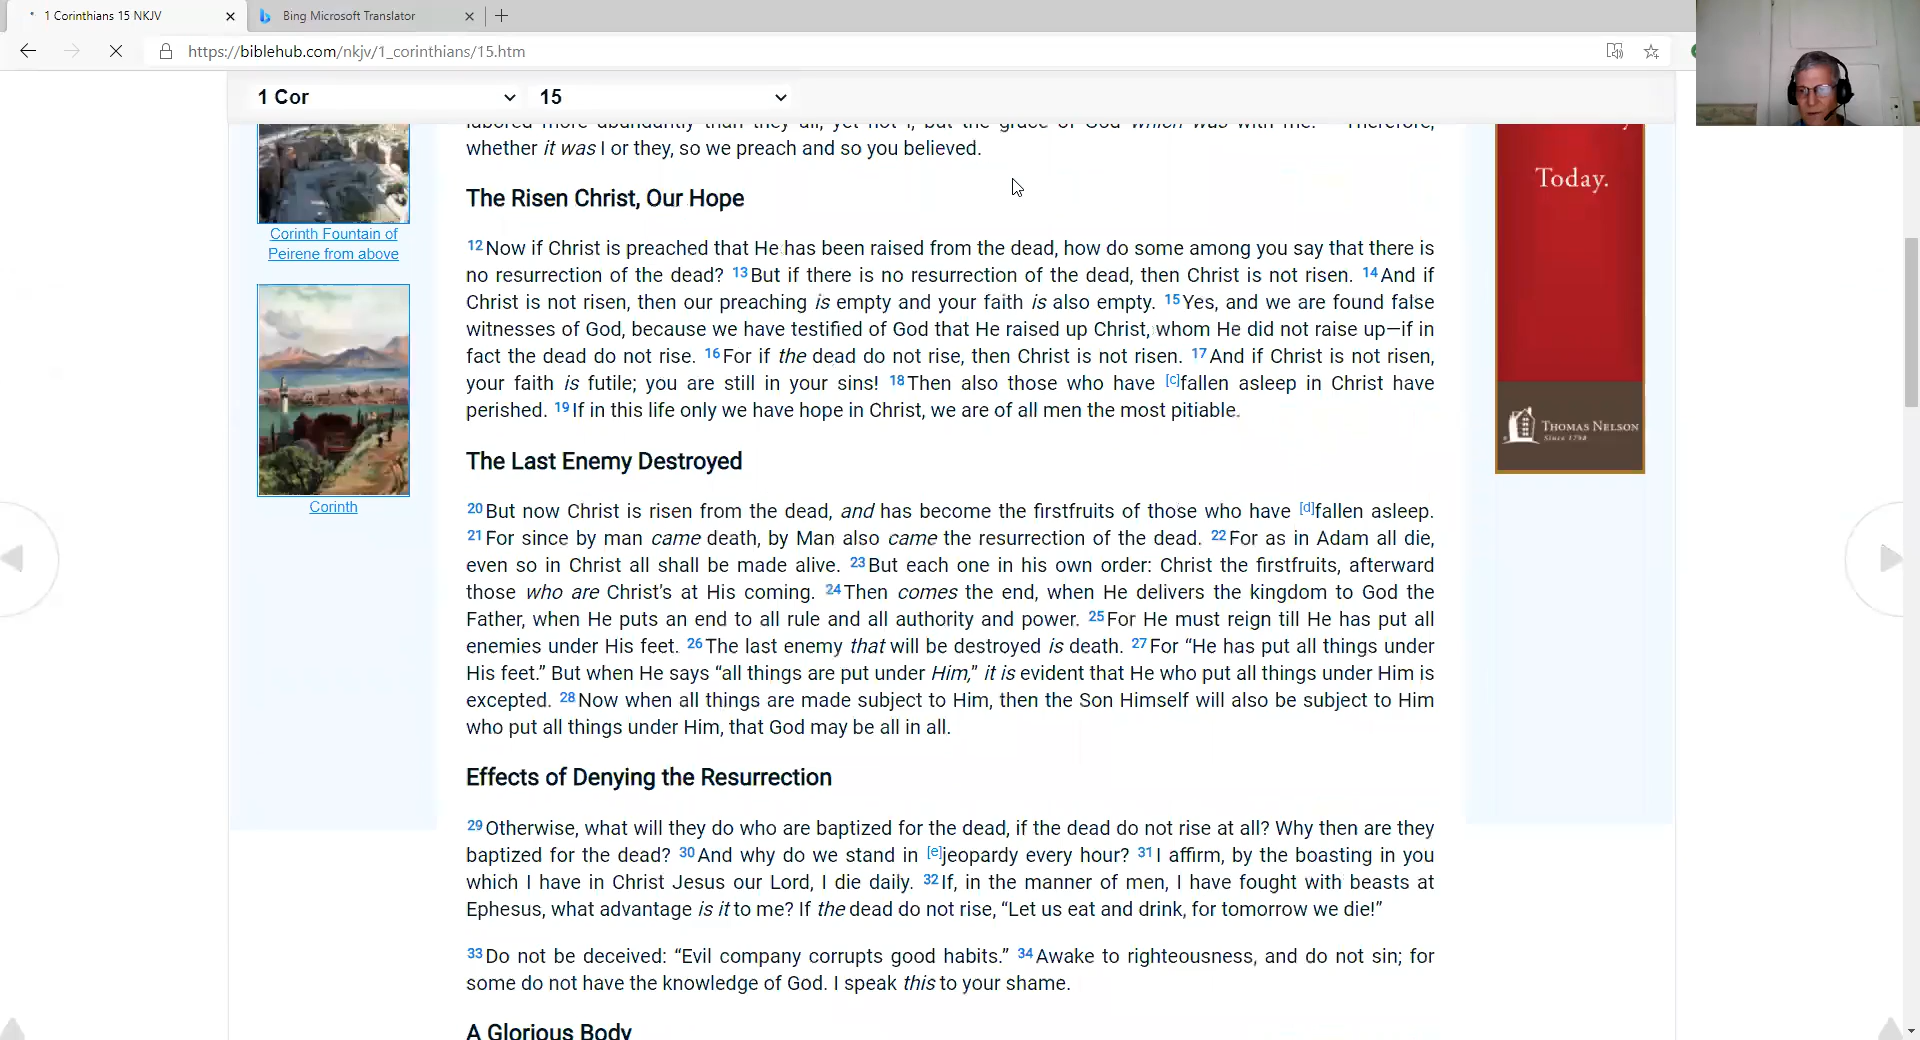 1 Corinthians 15 NKJV
Bing Microsoft Translator
https://biblehub.com/nkjv/1_corinthians/15.htm
1 Cor
15
labored more abundantly than they all, yet not I, but the grace of God which was with me. Therefore,
whether it was I or they, so we preach and so you believed.
The Risen Christ, Our Hope
12 Now if Christ is preached that He has been raised from the dead, how do some among you say that there is
no resurrection of the dead? 13 But if there is no resurrection of the dead, then Christ is not risen. 14 And if
Christ is not risen, then our preaching is empty and your faith is also empty. 15 Yes, and we are found false
witnesses of God, because we have testified of God that He raised up Christ, whom He did not raise up—if in
fact the dead do not rise. 16 For if the dead do not rise, then Christ is not risen. 17 And if Christ is not risen,
your faith is futile; you are still in your sins! 18 Then also those who have [c]fallen asleep in Christ have
perished. 19 If in this life only we have hope in Christ, we are of all men the most pitiable.
The Last Enemy Destroyed
20 But now Christ is risen from the dead, and has become the firstfruits of those who have [d]fallen asleep.
21 For since by man came death, by Man also came the resurrection of the dead. 22 For as in Adam all die,
even so in Christ all shall be made alive. 23 But each one in his own order: Christ the firstfruits, afterward
those who are Christ's at His coming. 24 Then comes the end, when He delivers the kingdom to God the
Father, when He puts an end to all rule and all authority and power. 25 For He must reign till He has put all
enemies under His feet. 26 The last enemy that will be destroyed is death. 27 For “He has put all things under
His feet.” But when He says “all things are put under Him,” it is evident that He who put all things under Him is
excepted. 28 Now when all things are made subject to Him, then the Son Himself will also be subject to Him
who put all things under Him, that God may be all in all.
Effects of Denying the Resurrection
29 Otherwise, what will they do who are baptized for the dead, if the dead do not rise at all? Why then are they
baptized for the dead? 30 And why do we stand in [e]jeopardy every hour? 31 I affirm, by the boasting in you
which I have in Christ Jesus our Lord, I die daily. 32 If, in the manner of men, I have fought with beasts at
Ephesus, what advantage is it to me? If the dead do not rise, “Let us eat and drink, for tomorrow we die!”
33 Do not be deceived: “Evil company corrupts good habits.” 34 Awake to righteousness, and do not sin; for
some do not have the knowledge of God. I speak this to your shame.
A Glorious Body
Corinth Fountain of
Peirene from above
Corinth
Today.
THOMAS NELSON
Since 1798